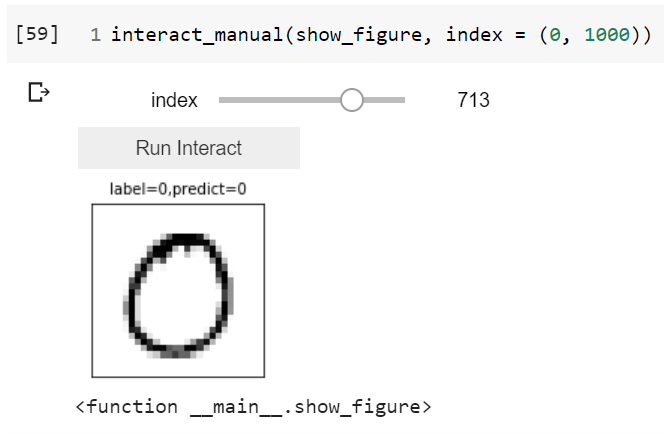 [59] 1 interact_manual(show_figure, index = (0, 1000))
index 713
Run Interact
label=0,predict=0
<function __main__.show_figure>